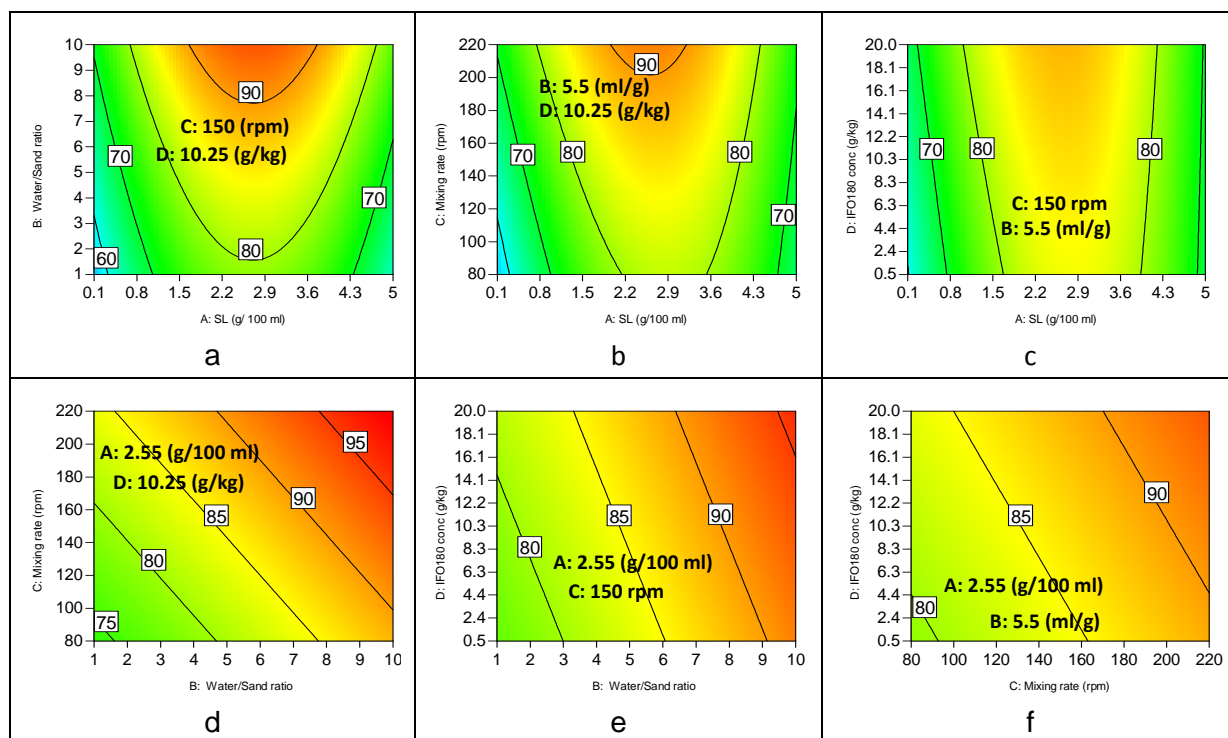 10
9
8
7
6
5
4
3
2
1
B: Water/Sand ratio
90
C: 150 (rpm)
D: 10.25 (g/kg)
70
70
80
60
0.1 0.8 1.5 2.2 2.9 3.6 4.3 5
A: SL (g/ 100 ml)
a
220
200
180
160
140
120
100
80
C: Mixing rate (rpm)
90
B: 5.5 (ml/g)
D: 10.25 (g/kg)
70
80
80
70
0.1 0.8 1.5 2.2 2.9 3.6 4.3 5
A: SL (g/100 ml)
b
20.0
18.1
16.1
14.1
12.2
10.3
8.3
6.3
4.4
2.4
0.5
D: IFO180 conc (g/kg)
70
80
80
C: 150 rpm
B: 5.5 (ml/g)
0.1 0.8 1.5 2.2 2.9 3.6 4.3 5
A: SL (g/100 ml)
c
220
200
180
160
140
120
100
80
C: Mixing rate (rpm)
A: 2.55 (g/100 ml)
D: 10.25 (g/kg)
95
90
85
80
75
1 2 3 4 5 6 7 8 9 10
B: Water/Sand ratio
d
20.0
18.1
16.1
14.1
12.2
10.3
8.3
6.3
4.4
2.4
0.5
D: IFO180 conc (g/kg)
80
85
90
A: 2.55 (g/100 ml)
C: 150 rpm
1 2 3 4 5 6 7 8 9 10
B: Water/Sand ratio
e
20.0
18.1
16.1
14.1
12.2
10.3
8.3
6.3
4.4
2.4
0.5
D: IFO180 conc (g/kg)
90
85
80
A: 2.55 (g/100 ml)
B: 5.5 (ml/g)
80 100 120 140 160 180 200 220
C: Mixing rate (rpm)
f